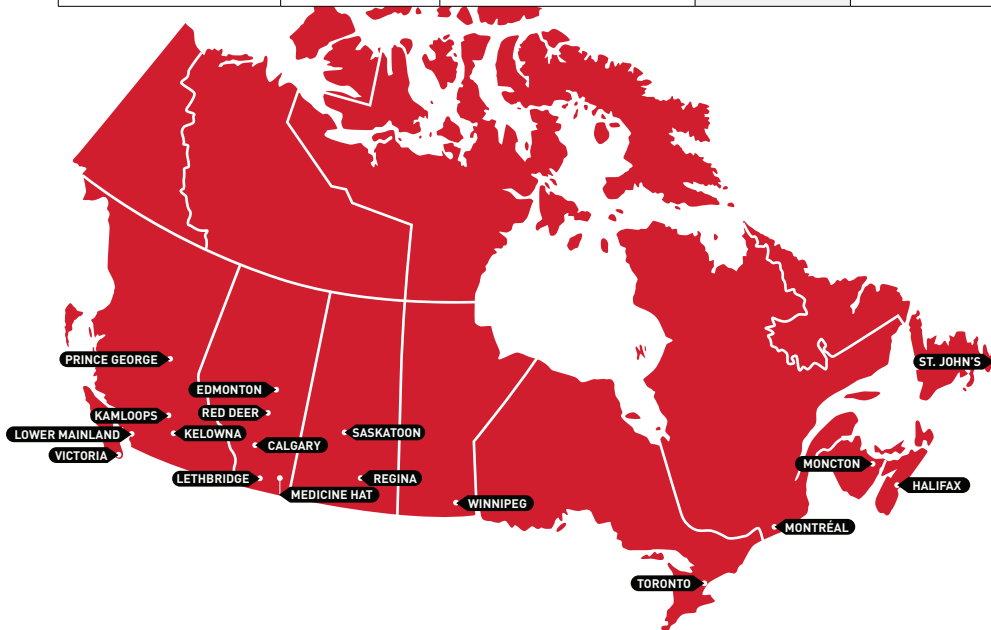 PRINCE GEORGE
ST. JOHN'S
EDMONTON
RED DEER
KAMLOOPS
LOWER MAINLAND
KELOWNA
SASKATOON
CALGARY
VICTORIA
MONCTON
LETHBRIDGE
REGINA
HALIFAX
MEDICINE HAT
WINNIPEG
MONTRÉAL
TORONTO